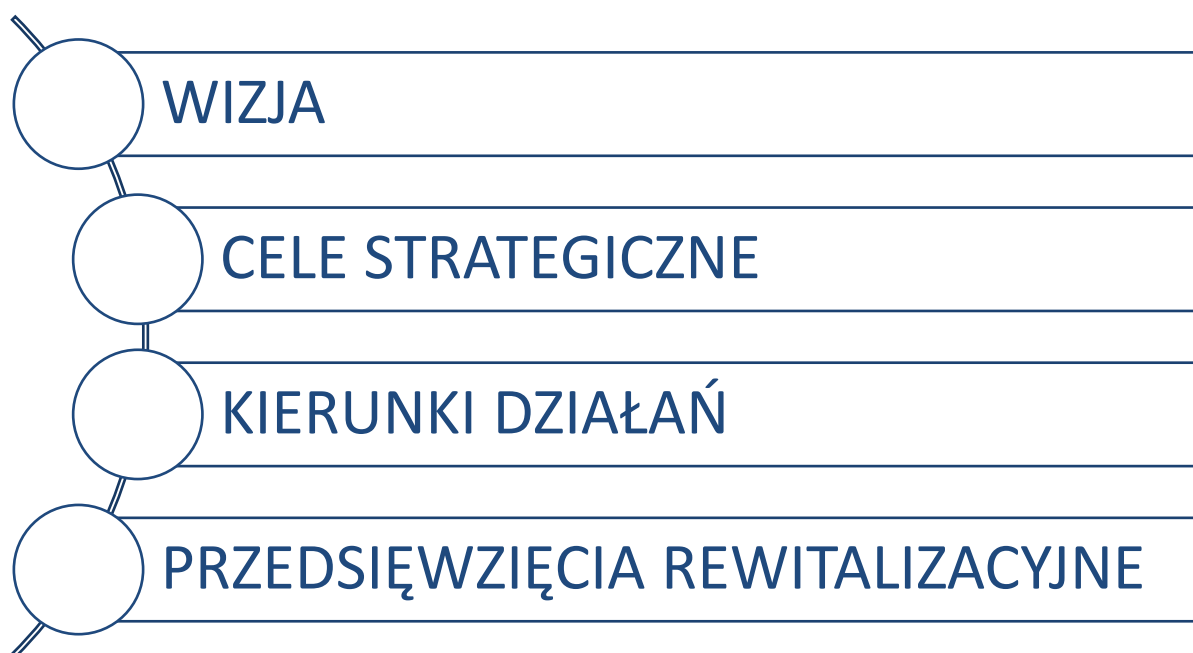 WIZJA
CELE STRATEGICZNE
KIERUNKI DZIAŁAŃ
PRZEDSIĘWZIĘCIA REWITALIZACYJNE